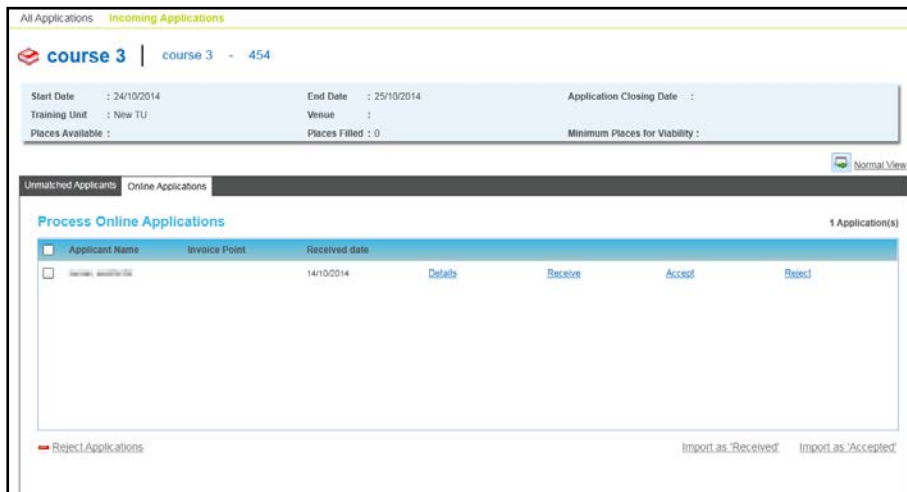 All Applications Incoming Applications
course 3 | course 3 - 454
Start Date : 24/10/2014 End Date : 25/10/2014 Application Closing Date :
Training Unit : New TU Venue :
Places Available : Places Filled : 0 Minimum Places for Viability :
Normal View
Unmatched Applicants Online Applications
Process Online Applications 1 Application(s)
Applicant Name Invoice Point Received date
14/10/2014 Details Receive Accept Reject
Reject Applications Import as 'Received' Import as 'Accepted'